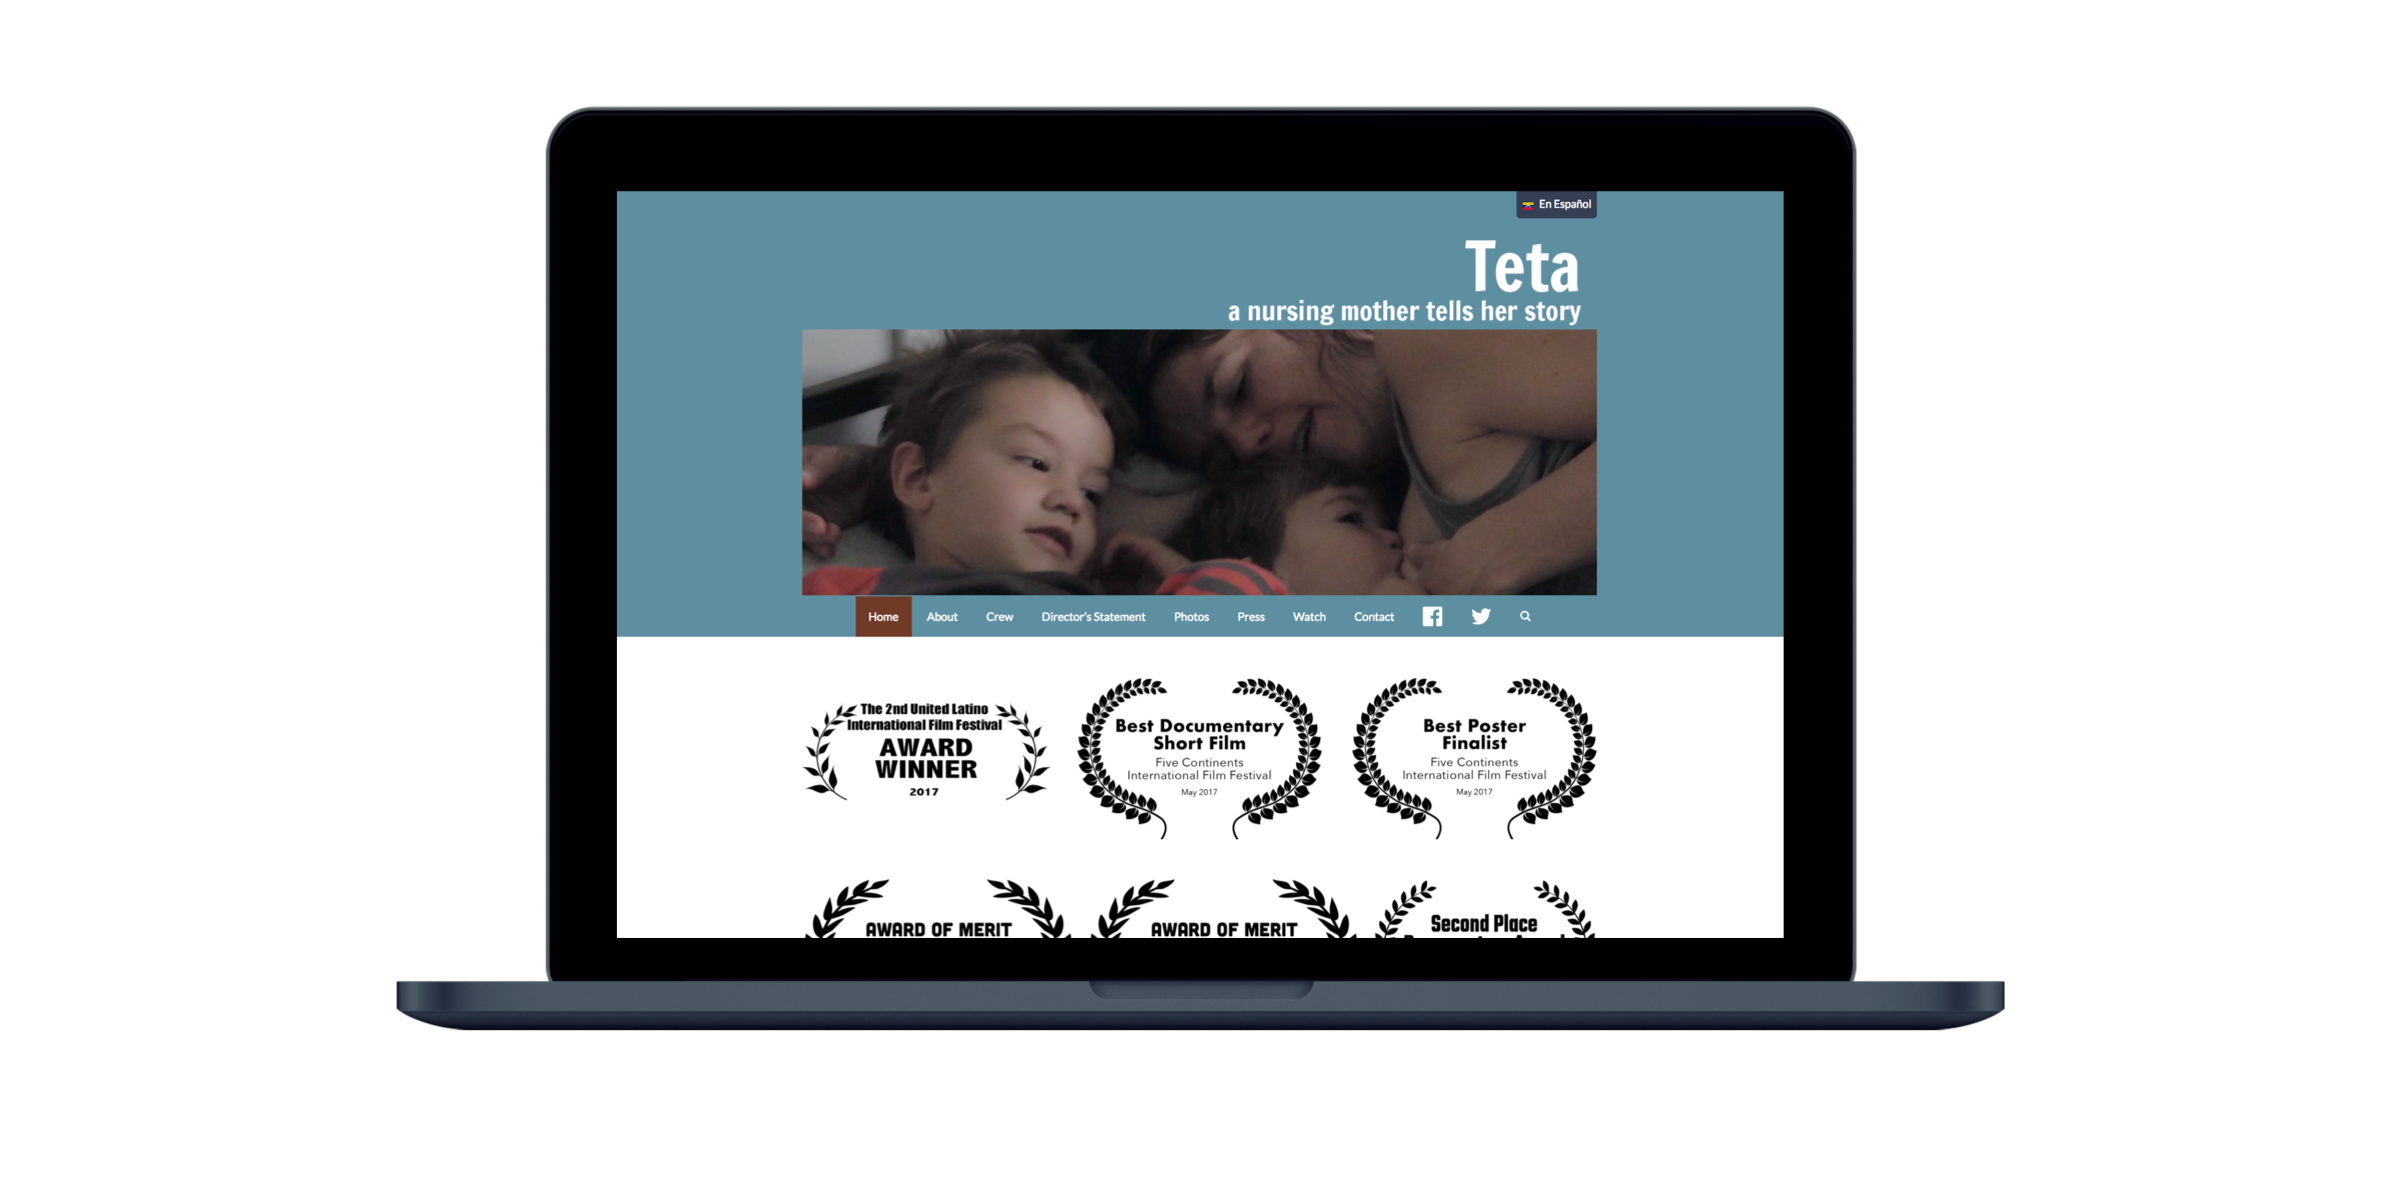 En Español
Teta
a nursing mother tells her story
Home About Crew Director's Statement Photos Press Watch Contact
The 2nd United Latino
International Film Festival
AWARD
WINNER
2017
Best Documentary
Short Film
Five Continents
International Film Festival
May 2017
Best Poster
Finalist
Five Continents
International Film Festival
May 2017
AWARD OF MERIT
AWARD OF MERIT
Second Place